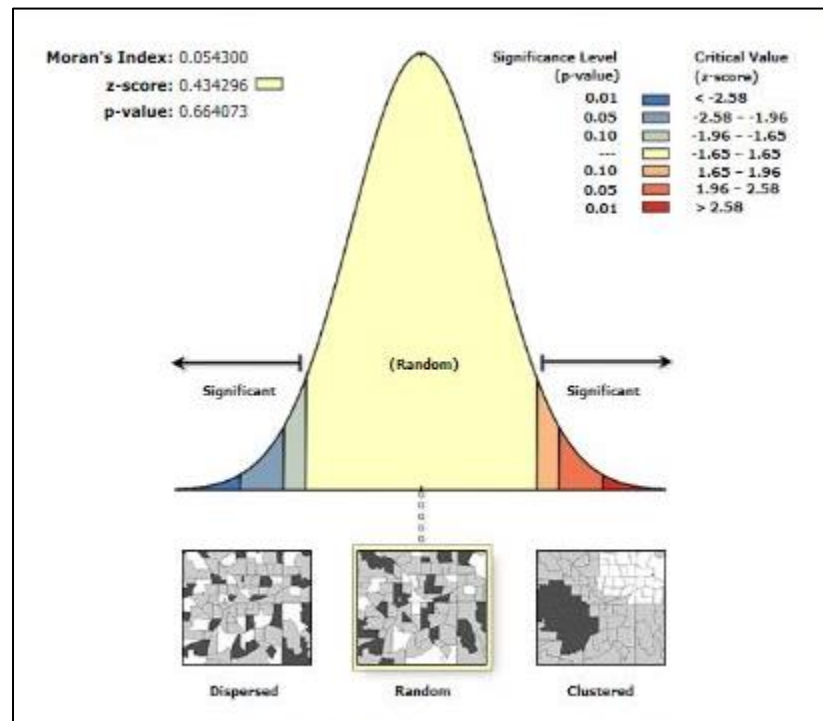 Moran's Index: 0.054300
z-score: 0.434296
p-value: 0.664073
Significance Level
(p-value)
Critical Value
(z-score)
0.01 < -2.58
0.05 -2.58 – -1.96
0.10 -1.96 – -1.65
--- -1.65 – 1.65
0.10 1.65 – 1.96
0.05 1.96 – 2.58
0.01 > 2.58
(Random)
Significant
Significant
Dispersed
Random
Clustered